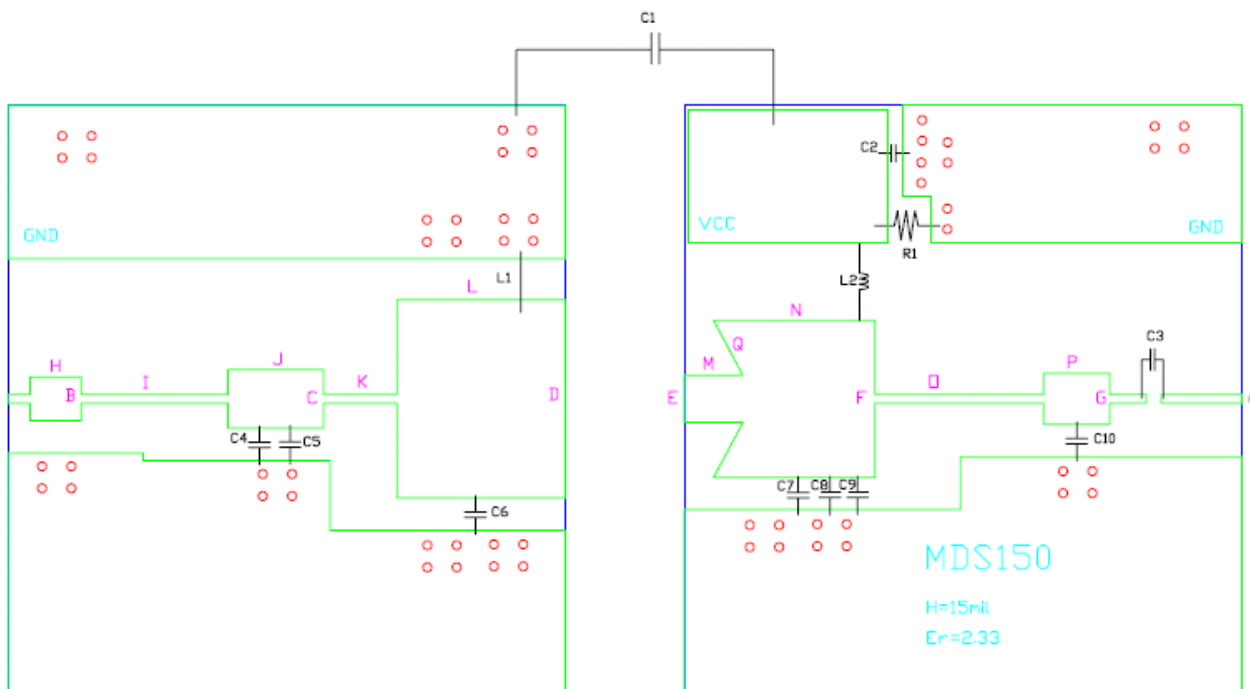 C1
C2
VCC
GND
R1
GND
L1
L
L2
N
Q
M
H
B
I
J
C
K
D
E
F
O
P
G
C3
A
C4
C5
C6
C7
C8
C9
C10
MDS150
H=15mil
Er=2.33